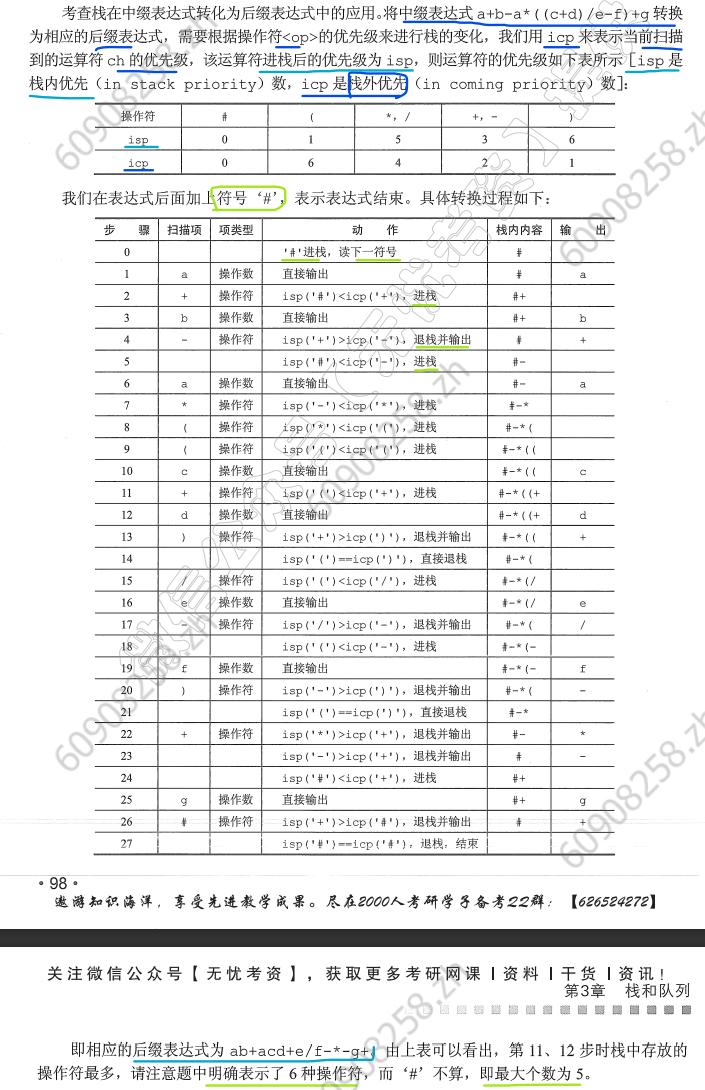 考查栈在中缀表达式转化为后缀表达式中的应用。将中缀表达式 a+b-a*((c+d)/e-f)+g 转换
为相应的后缀表达式，需要根据操作符<op>的优先级来进行栈的变化，我们用 icp 来表示当前扫描
到的运算符 ch 的优先级，该运算符进栈后的优先级为 isp，则运算符的优先级如下表所示［isp 是
栈内优先（in stack priority）数，icp 是栈外优先（in coming priority）数］：
操作符 # ( *, / +, - )
isp 0 1 5 3 6
icp 0 6 4 2 1
我们在表达式后面加上符号‘#’，表示表达式结束。具体转换过程如下：
步 骤 扫描项 项类型 动 作 栈内内容 输 出
0 '#'进栈，读下一符号 #
1 a 操作数 直接输出 # a
2 + 操作符 isp('#')<icp('+')，进栈 #+
3 b 操作数 直接输出 #+ b
4 - 操作符 isp('+')>icp('-')，退栈并输出 # +
5 isp('#')<icp('-')，进栈 #-
6 a 操作数 直接输出 #- a
7 * 操作符 isp('-')<icp('*')，进栈 #-*
8 ( 操作符 isp('*')<icp('(')，进栈 #-*(
9 ( 操作符 isp('(')<icp('(')，进栈 #-*((
10 c 操作数 直接输出 #-*(( c
11 + 操作符 isp('(')<icp('+')，进栈 #-*((+
12 d 操作数 直接输出 #-*((+ d
13 ) 操作符 isp('+')>icp(')')，退栈并输出 #-*(( +
14 isp('(')==icp(')')，直接退栈 #-*(
15 / 操作符 isp('(')<icp('/')，进栈 #-*(/
16 e 操作数 直接输出 #-*(/ e
17 - 操作符 isp('/')>icp('-')，退栈并输出 #-*( /
18 isp('(')<icp('-')，进栈 #-*(-
19 f 操作数 直接输出 #-*(- f
20 ) 操作符 isp('-')>icp(')')，退栈并输出 #-*( -
21 isp('(')==icp(')')，直接退栈 #-*
22 + 操作符 isp('*')>icp('+')，退栈并输出 #- *
23 isp('-')>icp('+')，退栈并输出 # -
24 isp('#')<icp('+')，进栈 #+
25 g 操作数 直接输出 #+ g
26 # 操作符 isp('+')>icp('#')，退栈并输出 # +
27 isp('#')==icp('#')，退栈，结束
·98·
遨游知识海洋，享受先进教学成果。尽在2000人考研学子备考QQ群：【626524272】
关注微信公众号【无忧考资】，获取更多考研网课丨资料丨干货丨资讯！
第3章 栈和队列
即相应的后缀表达式为 ab+acd+e/f-*-g+，由上表可以看出，第 11、12 步时栈中存放的
操作符最多，请注意题中明确表示了 6 种操作符，而‘#’不算，即最大个数为 5。
60908258.zh
60908258.zh
60908258.zh
60908258.zh
60908258.zh
60908258.zh